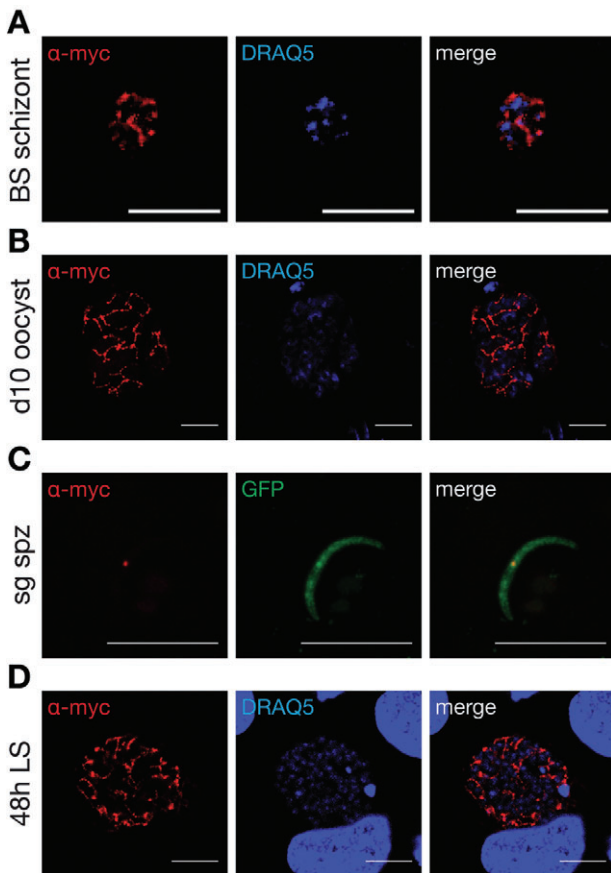 A
BS schizont
α-myc
DRAQ5
merge
B
d10 oocyst
α-myc
DRAQ5
merge
C
sg spz
α-myc
GFP
merge
D
48h LS
α-myc
DRAQ5
merge